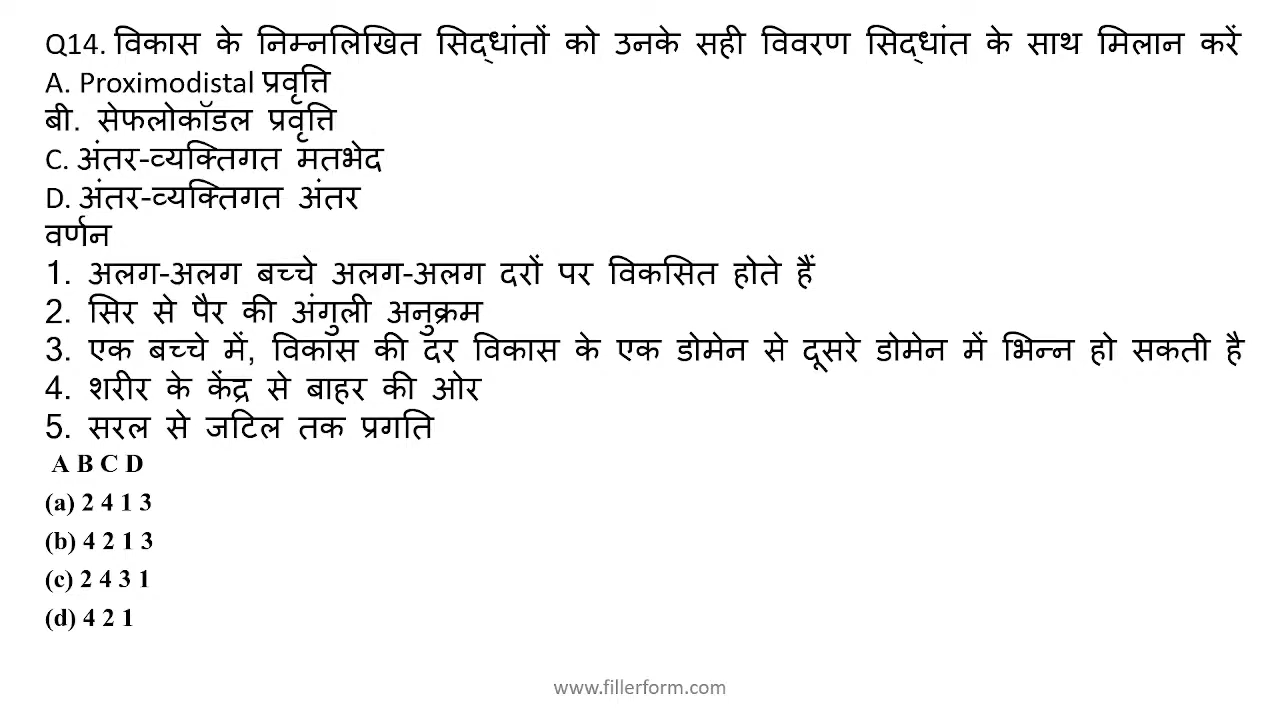 Q14. विकास के निम्नलिखित सिद्धांतों को उनके सही विवरण सिद्धांत के साथ मिलान करें
A. Proximodistal प्रवृत्ति
बी. सेफलोकॉडल प्रवृत्ति
C. अंतर-व्यक्तिगत मतभेद
D. अंतर-व्यक्तिगत अंतर
वर्णन
1. अलग-अलग बच्चे अलग-अलग दरों पर विकसित होते हैं
2. सिर से पैर की अंगुली अनुक्रम
3. एक बच्चे में, विकास की दर विकास के एक डोमेन से दूसरे डोमेन में भिन्न हो सकती है
4. शरीर के केंद्र से बाहर की ओर
5. सरल से जटिल तक प्रगति
A B C D
(a) 2 4 1 3
(b) 4 2 1 3
(c) 2 4 3 1
(d) 4 2 1
www.fillerform.com